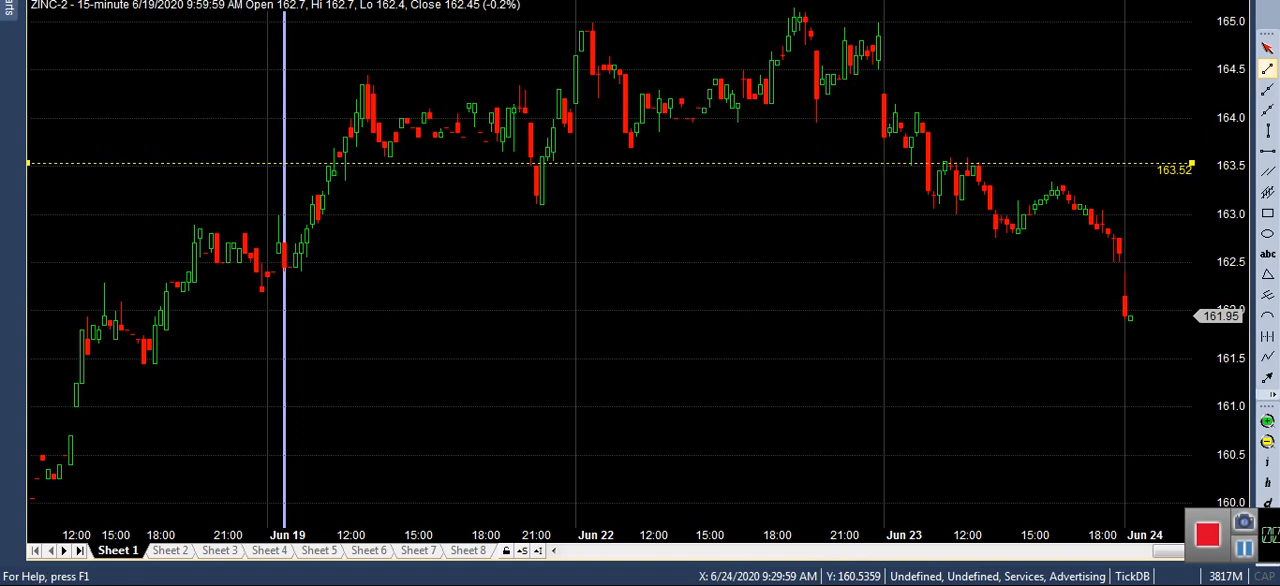 arts
ZINC-2 - 15-minute 6/19/2020 9:59:59 AM Open 162.7, Hi 162.7, Lo 162.4, Close 162.45 (-0.2%)
165.0
164.5
164.0
163.5
163.52
163.0
162.5
162.0
161.95
161.5
161.0
160.5
160.0
abc
i
h
d
12:00 15:00 18:00 21:00 Jun 19 12:00 15:00 18:00 21:00 Jun 22 12:00 15:00 18:00 21:00 Jun 23 12:00 15:00 18:00 Jun 24
Sheet 1 Sheet 2 Sheet 3 Sheet 4 Sheet 5 Sheet 6 Sheet 7 Sheet 8
For Help, press F1 X: 6/24/2020 9:29:59 AM Y: 160.5359 Undefined, Undefined, Services, Advertising TickDB 3817M CAP